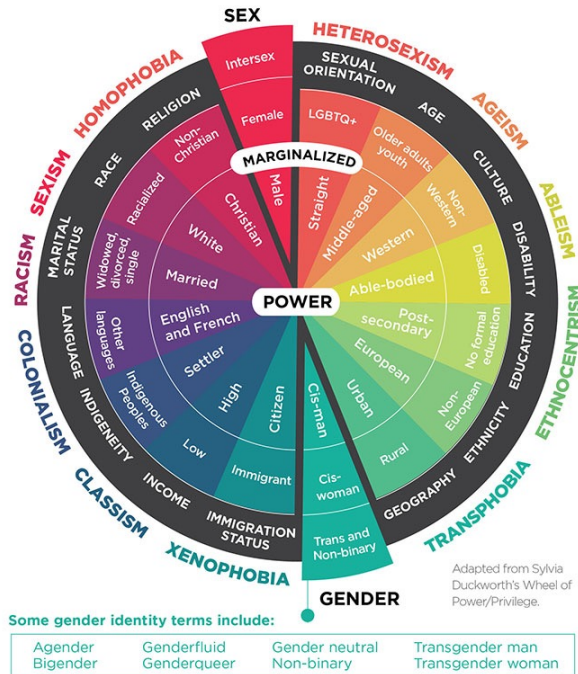 SEX
Intersex
Female
Male
HETEROSEXISM
AGEISM
ABLEISM
ETHNOCENTRISM
TRANSPHOBIA
XENOPHOBIA
CLASSISM
COLONIALISM
RACISM
SEXISM
HOMOPHOBIA
SEXUAL
ORIENTATION
LGBTQ+
Straight
AGE
Older adults
youth
Middle-aged
CULTURE
Non-
Western
Western
DISABILITY
Disabled
Able-bodied
EDUCATION
No formal
education
Post-
secondary
ETHNICITY
Non-
European
European
GEOGRAPHY
Rural
Urban
Cis-man
Cis-
woman
Trans and
Non-binary
GENDER
IMMIGRATION
STATUS
Immigrant
Citizen
INCOME
Low
High
INDIGENEITY
Indigenous
Peoples
Settler
LANGUAGE
Other
languages
English
and French
MARITAL
STATUS
Widowed,
divorced,
single
Married
RACE
Racialized
White
RELIGION
Non-
Christian
Christian
MARGINALIZED
POWER
Adapted from Sylvia
Duckworth's Wheel of
Power/Privilege.
Some gender identity terms include:
Agender Genderfluid Gender neutral Transgender man
Bigender Genderqueer Non-binary Transgender woman